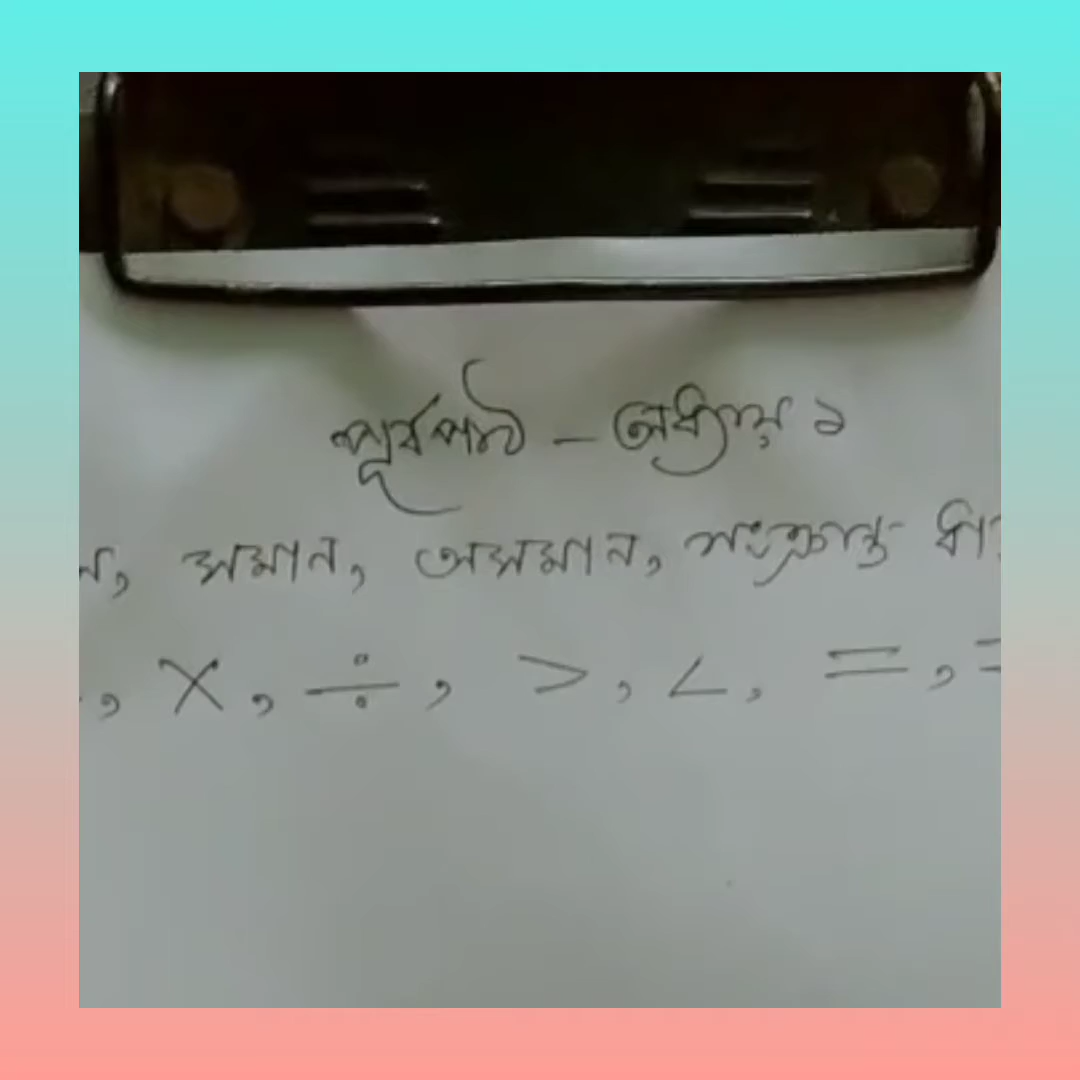 পূর্বপাঠ - অধ্যায় ১
সমান, অসমান, সংক্রান্ত
, ×, ÷, >, <, =,